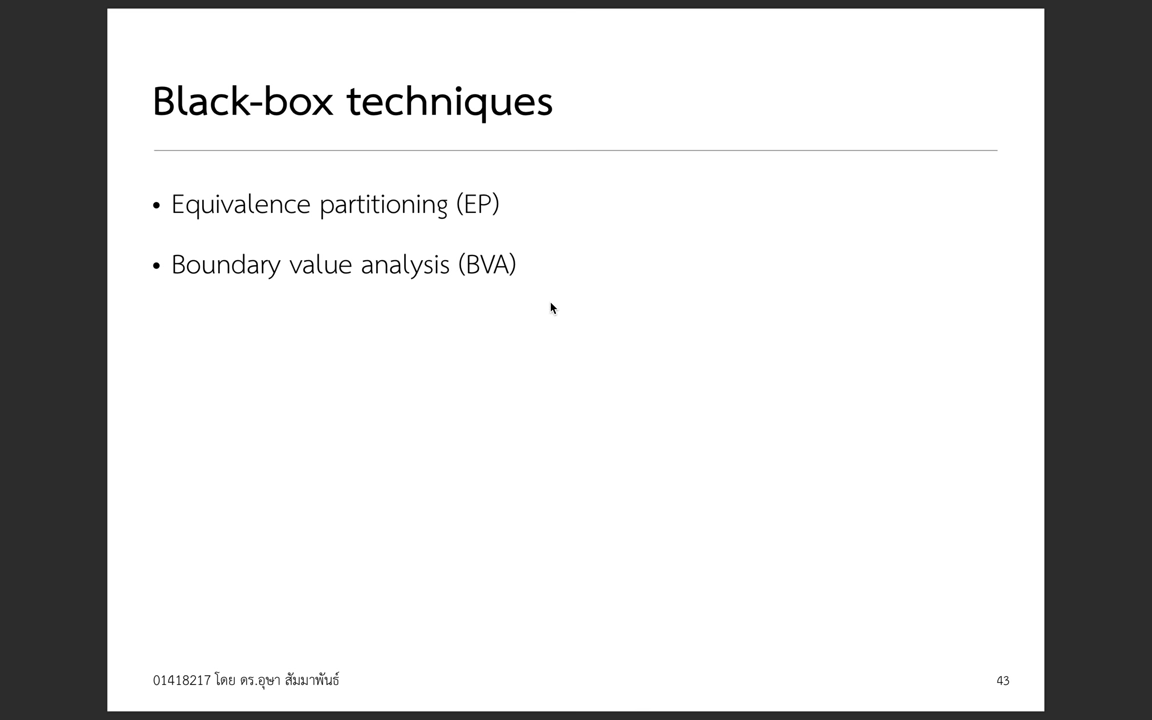 Black-box techniques
• Equivalence partitioning (EP)
• Boundary value analysis (BVA)
01418217 โดย ดร.อุษา สัมมาพันธ์
43